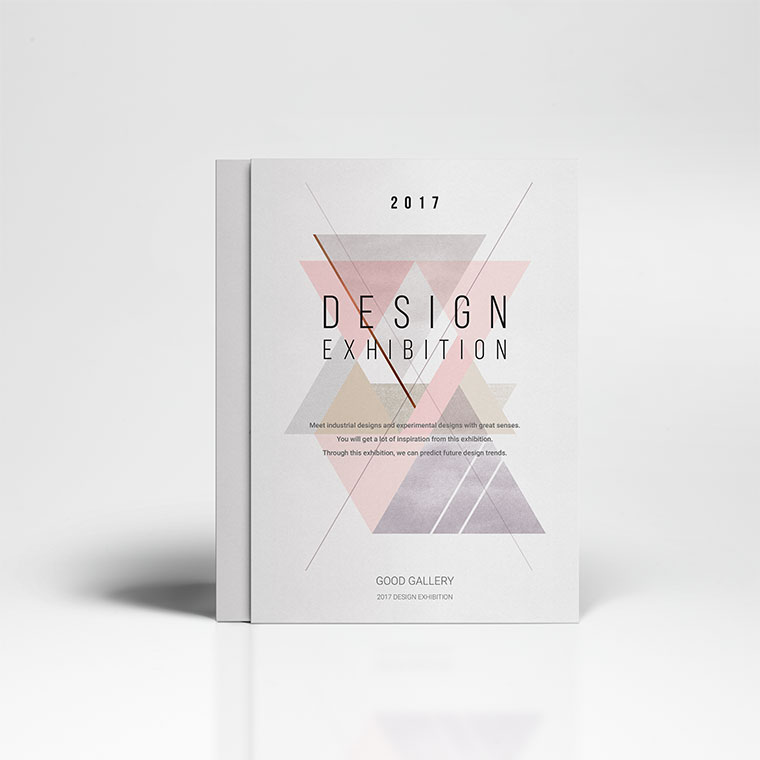 2017
DESIGN
EXHIBITION
Meet industrial designs and experimental designs with great senses.
You will get a lot of inspiration from this exhibition.
Through this exhibition, we can predict future design trends.
GOOD GALLERY
2017 DESIGN EXHIBITION